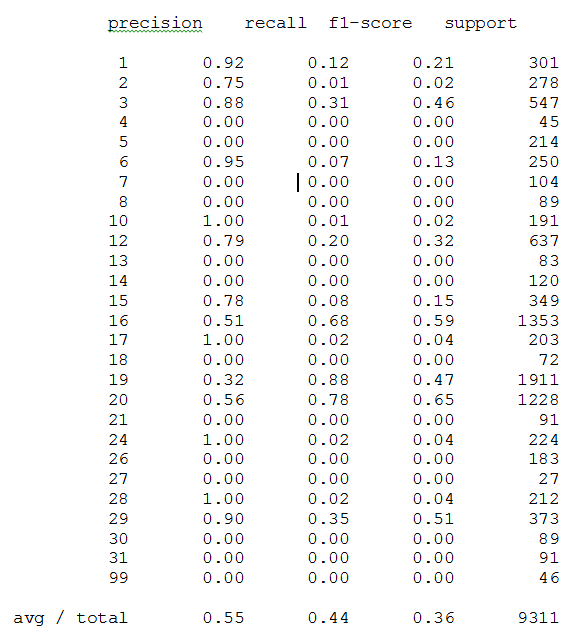 precision recall f1-score support
1 0.92 0.12 0.21 301
2 0.75 0.01 0.02 278
3 0.88 0.31 0.46 547
4 0.00 0.00 0.00 45
5 0.00 0.00 0.00 214
6 0.95 0.07 0.13 250
7 0.00 0.00 0.00 104
8 0.00 0.00 0.00 89
10 1.00 0.01 0.02 191
12 0.79 0.20 0.32 637
13 0.00 0.00 0.00 83
14 0.00 0.00 0.00 120
15 0.78 0.08 0.15 349
16 0.51 0.68 0.59 1353
17 1.00 0.02 0.04 203
18 0.00 0.00 0.00 72
19 0.32 0.88 0.47 1911
20 0.56 0.78 0.65 1228
21 0.00 0.00 0.00 91
24 1.00 0.02 0.04 224
26 0.00 0.00 0.00 183
27 0.00 0.00 0.00 27
28 1.00 0.02 0.04 212
29 0.90 0.35 0.51 373
30 0.00 0.00 0.00 89
31 0.00 0.00 0.00 91
99 0.00 0.00 0.00 46
avg / total 0.55 0.44 0.36 9311